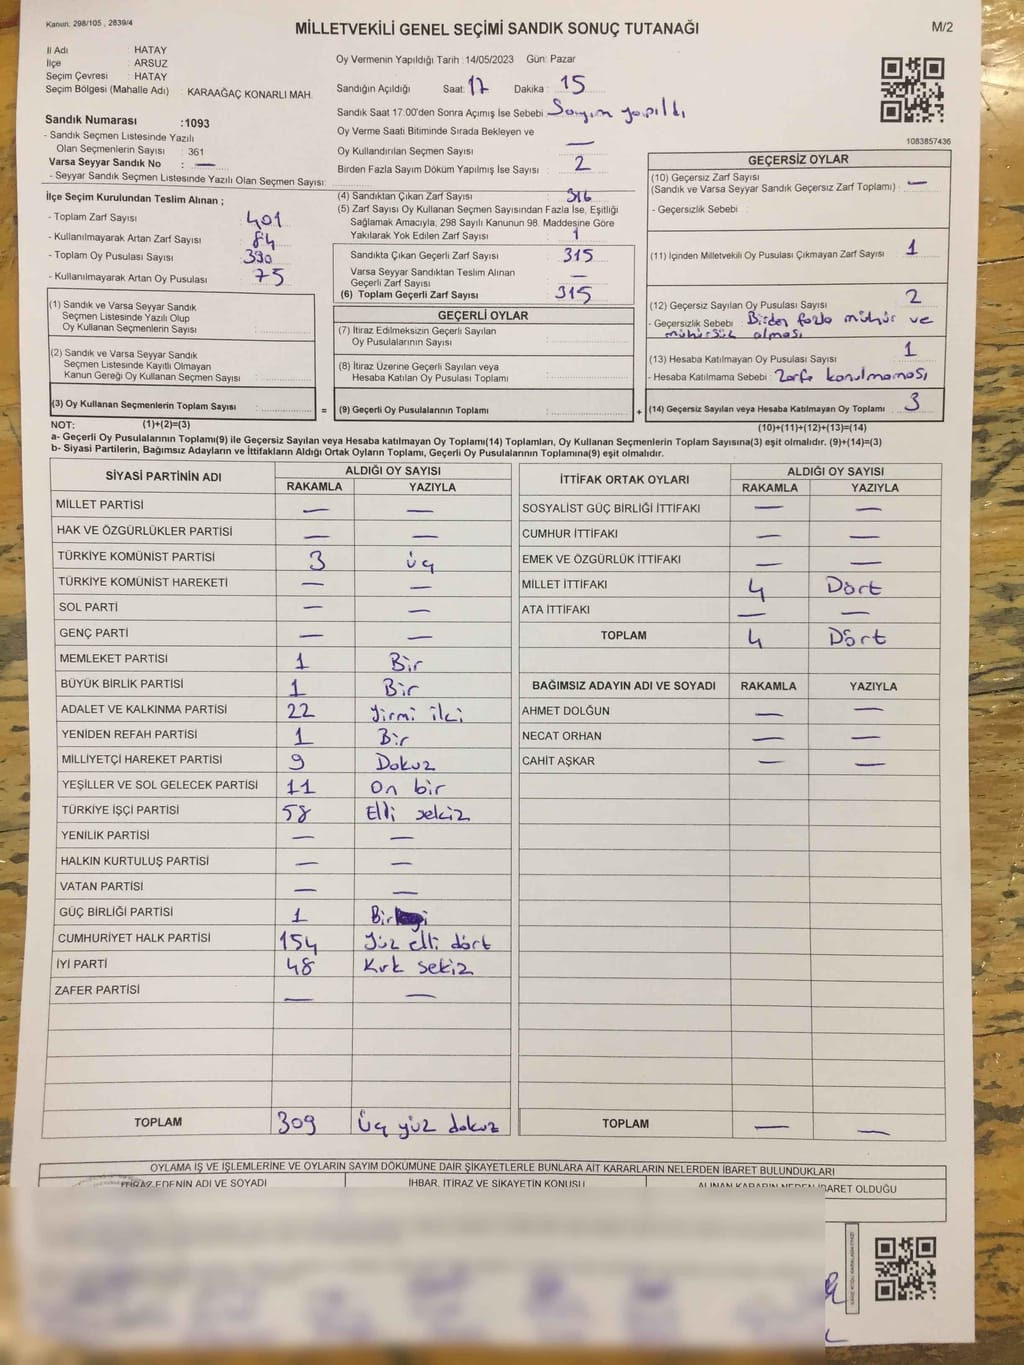 Kanun, 298/105 , 2839/4
MİLLETVEKİLİ GENEL SEÇİMİ SANDIK SONUÇ TUTANAĞI
M/2
İl Adı : HATAY
İlçe : ARSUZ
Seçim Çevresi : HATAY
Seçim Bölgesi (Mahalle Adı) : KARAAĞAÇ KONARLI MAH.
Oy Vermenin Yapıldığı Tarih :14/05/2023 Gün: Pazar
Sandığın Açıldığı Saat: 17 Dakika : 15
Sandık Saat 17:00'den Sonra Açımış İse Sebebi : Sayım yapıldı
Oy Verme Saati Bitiminde Sırada Bekleyen ve
Oy Kullandırılan Seçmen Sayısı : —
Birden Fazla Sayım Döküm Yapılmış İse Sayısı : 2
1083857436
Sandık Numarası :1093
- Sandık Seçmen Listesinde Yazılı
Olan Seçmenlerin Sayısı : 361
Varsa Seyyar Sandık No : —
- Seyyar Sandık Seçmen Listesinde Yazılı Olan Seçmen Sayısı:
İlçe Seçim Kurulundan Teslim Alınan ;
- Toplam Zarf Sayısı : 401
- Kullanılmayarak Artan Zarf Sayısı : 84
- Toplam Oy Pusulası Sayısı : 390
- Kullanılmayarak Artan Oy Pusulası : 75
(4) Sandıktan Çıkan Zarf Sayısı : 316
(5) Zarf Sayısı Oy Kullanan Seçmen Sayısından Fazla İse, Eşitliği
Sağlamak Amacıyla, 298 Sayılı Kanunun 98. Maddesine Göre
Yakılarak Yok Edilen Zarf Sayısı : 1
Sandıkta Çıkan Geçerli Zarf Sayısı : 315
Varsa Seyyar Sandıktan Teslim Alınan
Geçerli Zarf Sayısı : —
(6) Toplam Geçerli Zarf Sayısı : 315
GEÇERSİZ OYLAR
(10) Geçersiz Zarf Sayısı
(Sandık ve Varsa Seyyar Sandık Geçersiz Zarf Toplamı) : —
- Geçersizlik Sebebi :
(11) İçinden Milletvekili Oy Pusulası Çıkmayan Zarf Sayısı : 1
(12) Geçersiz Sayılan Oy Pusulası Sayısı : 2
- Geçersizlik Sebebi : Birden fazla mühür ve
mühürsüz olması
(13) Hesaba Katılmayan Oy Pusulası Sayısı : 1
- Hesaba Katılmama Sebebi : Zarfa konulmaması
(14) Geçersiz Sayılan veya Hesaba Katılmayan Oy Toplamı : 3
(10)+(11)+(12)+(13)=(14)
(1) Sandık ve Varsa Seyyar Sandık
Seçmen Listesinde Yazılı Olup
Oy Kullanan Seçmenlerin Sayısı :
(2) Sandık ve Varsa Seyyar Sandık
Seçmen Listesinde Kayıtlı Olmayan
Kanun Gereği Oy Kullanan Seçmen Sayısı :
(3) Oy Kullanan Seçmenlerin Toplam Sayısı :
(1)+(2)=(3)
GEÇERLİ OYLAR
(7) İtiraz Edilmeksizin Geçerli Sayılan
Oy Pusulalarının Sayısı :
(8) İtiraz Üzerine Geçerli Sayılan veya
Hesaba Katılan Oy Pusulası Toplamı :
= (9) Geçerli Oy Pusulalarının Toplamı : +
NOT:
a- Geçerli Oy Pusulalarının Toplamı(9) ile Geçersiz Sayılan veya Hesaba katılmayan Oy Toplamı(14) Toplamları, Oy Kullanan Seçmenlerin Toplam Sayısına(3) eşit olmalıdır. (9)+(14)=(3)
b- Siyasi Partilerin, Bağımsız Adayların ve İttifakların Aldığı Ortak Oyların Toplamı, Geçerli Oy Pusulalarının Toplamına(9) eşit olmalıdır.
SİYASİ PARTİNİN ADI ALDIĞI OY SAYISI
RAKAMLA YAZIYLA
MİLLET PARTİSİ — —
HAK VE ÖZGÜRLÜKLER PARTİSİ — —
TÜRKİYE KOMÜNİST PARTİSİ 3 üç
TÜRKİYE KOMÜNİST HAREKETİ — —
SOL PARTİ — —
GENÇ PARTİ — —
MEMLEKET PARTİSİ 1 Bir
BÜYÜK BİRLİK PARTİSİ 1 Bir
ADALET VE KALKINMA PARTİSİ 22 Yirmi iki
YENİDEN REFAH PARTİSİ 1 Bir
MİLLİYETÇİ HAREKET PARTİSİ 9 Dokuz
YEŞİLLER VE SOL GELECEK PARTİSİ 11 On bir
TÜRKİYE İŞÇİ PARTİSİ 58 Elli sekiz
YENİLİK PARTİSİ — —
HALKIN KURTULUŞ PARTİSİ — —
VATAN PARTİSİ — —
GÜÇ BİRLİĞİ PARTİSİ 1 Bir
CUMHURİYET HALK PARTİSİ 154 Yüz elli dört
İYİ PARTİ 48 Kırk sekiz
ZAFER PARTİSİ — —
TOPLAM 309 Üç yüz dokuz
İTTİFAK ORTAK OYLARI ALDIĞI OY SAYISI
RAKAMLA YAZIYLA
SOSYALİST GÜÇ BİRLİĞİ İTTİFAKI — —
CUMHUR İTTİFAKI — —
EMEK VE ÖZGÜRLÜK İTTİFAKI — —
MİLLET İTTİFAKI 4 Dört
ATA İTTİFAKI — —
TOPLAM 4 Dört
BAĞIMSIZ ADAYIN ADI VE SOYADI RAKAMLA YAZIYLA
AHMET DOLĞUN — —
NECAT ORHAN — —
CAHİT AŞKAR — —
TOPLAM — —
OYLAMA İŞ VE İŞLEMLERİNE VE OYLARIN SAYIM DÖKÜMÜNE DAİR ŞİKAYETLERLE BUNLARA AİT KARARLARIN NELERDEN İBARET BULUNDUKLARI
İTİRAZ EDENİN ADI VE SOYADI İHBAR, İTİRAZ VE ŞİKAYETİN KONUSU ALINAN KARARIN NEDEN İBARET OLDUĞU